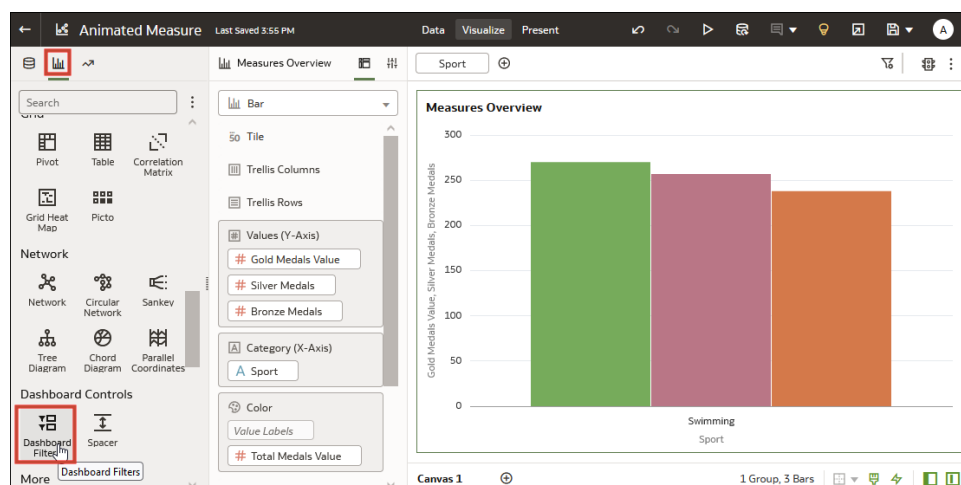 Animated Measure
Last Saved 3:55 PM
Data
Visualize
Present
A
Search
Grid
Pivot
Table
Correlation
Matrix
Grid Heat
Map
Picto
Network
Network
Circular
Network
Sankey
Tree
Diagram
Chord
Diagram
Parallel
Coordinates
Dashboard Controls
Dashboard
Filters
Spacer
Dashboard Filters
More
Measures Overview
Bar
50 Tile
Trellis Columns
Trellis Rows
# Values (Y-Axis)
# Gold Medals Value
# Silver Medals
# Bronze Medals
A Category (X-Axis)
A Sport
Color
Value Labels
# Total Medals Value
Sport
Measures Overview
Gold Medals Value, Silver Medals, Bronze Medals
300
250
200
150
100
50
0
Swimming
Sport
Canvas 1
1 Group, 3 Bars